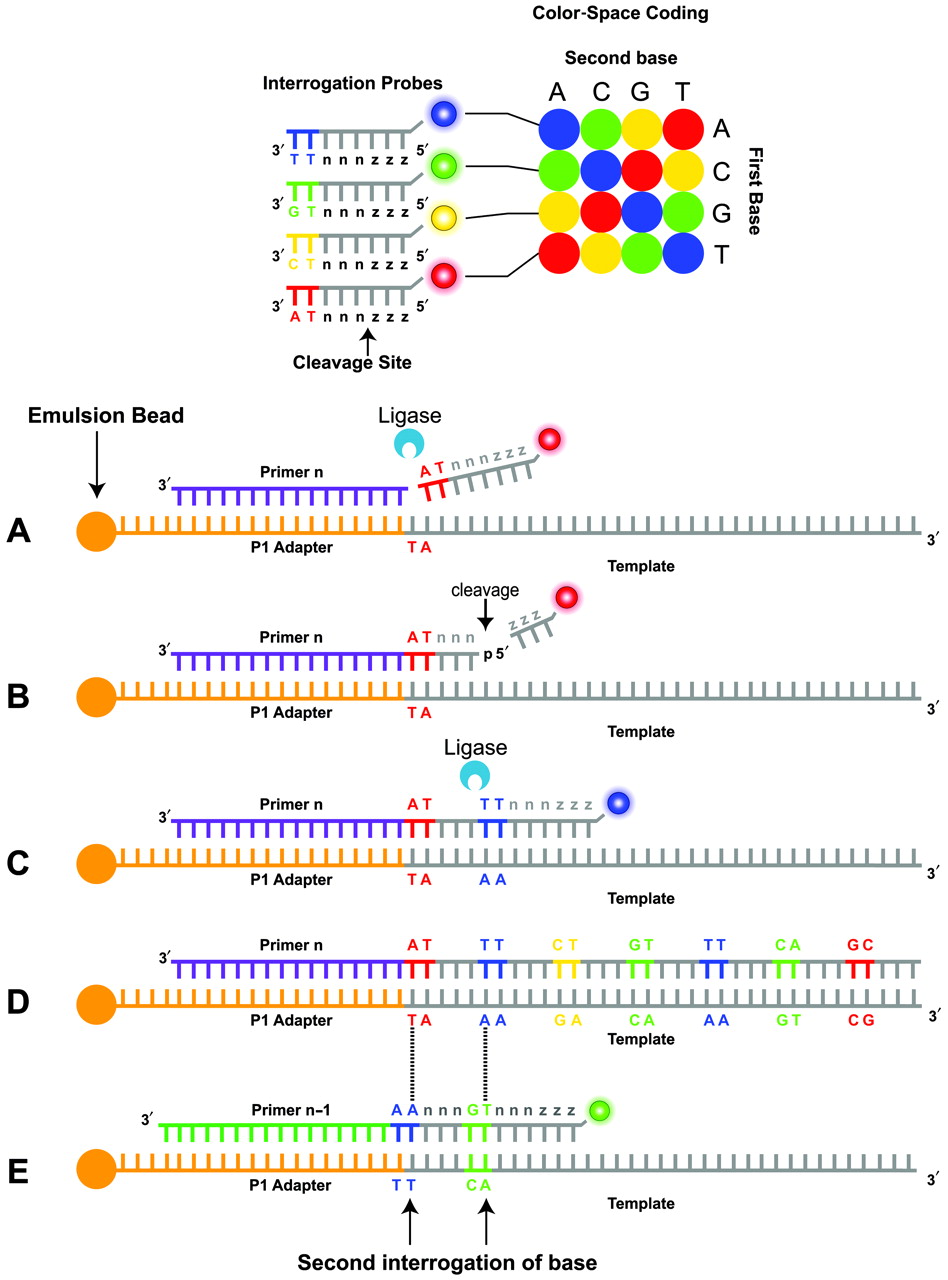 Color-Space Coding
Second base
Interrogation Probes
A C G T
A
C
G
T
First Base
3′ T T n n n z z z 5′
3′ G T n n n z z z 5′
3′ C T n n n z z z 5′
3′ A T n n n z z z 5′
Cleavage Site
Emulsion Bead
Ligase
A T n n n z z z
Primer n
3′
A
P1 Adapter
T A
3′
Template
cleavage
z z z
Primer n
A T n n n
3′
p 5′
B
P1 Adapter
T A
3′
Template
Ligase
Primer n
A T
T T n n n z z z
3′
C
P1 Adapter
T A
A A
3′
Template
Primer n
A T T T C T G T T T C A G C
3′
D
P1 Adapter
T A A A G A C A A A G T C G
3′
Template
Primer n–1
A A n n n G T n n n z z z
3′
E
P1 Adapter
T T
C A
3′
Template
Second interrogation of base